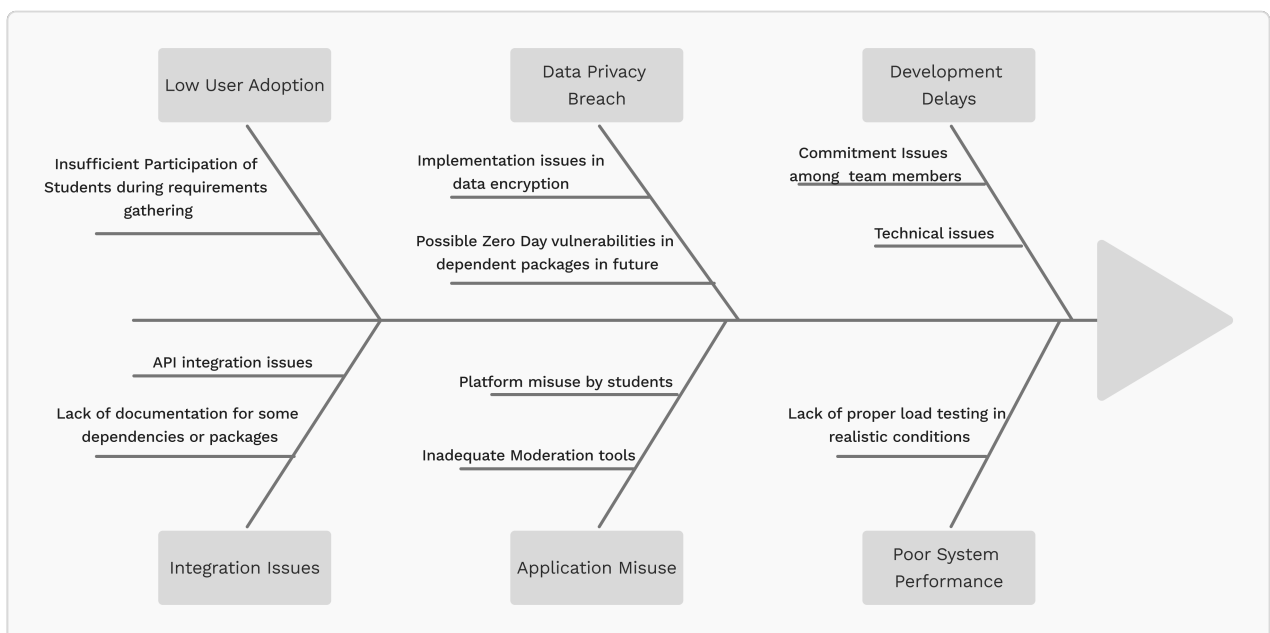 Low User Adoption
Data Privacy
Breach
Development
Delays
Insufficient Participation of
Students during requirements
gathering
Implementation issues in
data encryption
Possible Zero Day vulnerabilities in
dependent packages in future
Commitment Issues
among  team members
Technical issues
API integration issues
Lack of documentation for some
dependencies or packages
Platform misuse by students
Inadequate Moderation tools
Lack of proper load testing in
realistic conditions
Integration Issues
Application Misuse
Poor System
Performance